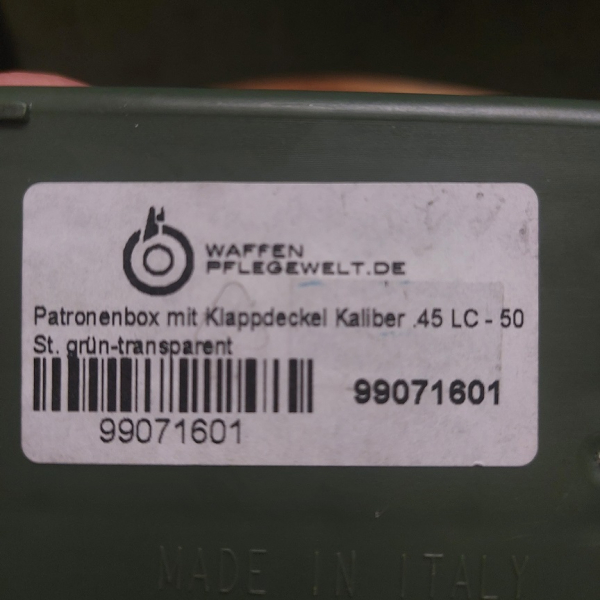 WAFFEN
PFLEGEWELT.DE
Patronenbox mit Klappdeckel Kaliber .45 LC - 50
St. grün-transparent
99071601
99071601
MADE IN ITALY